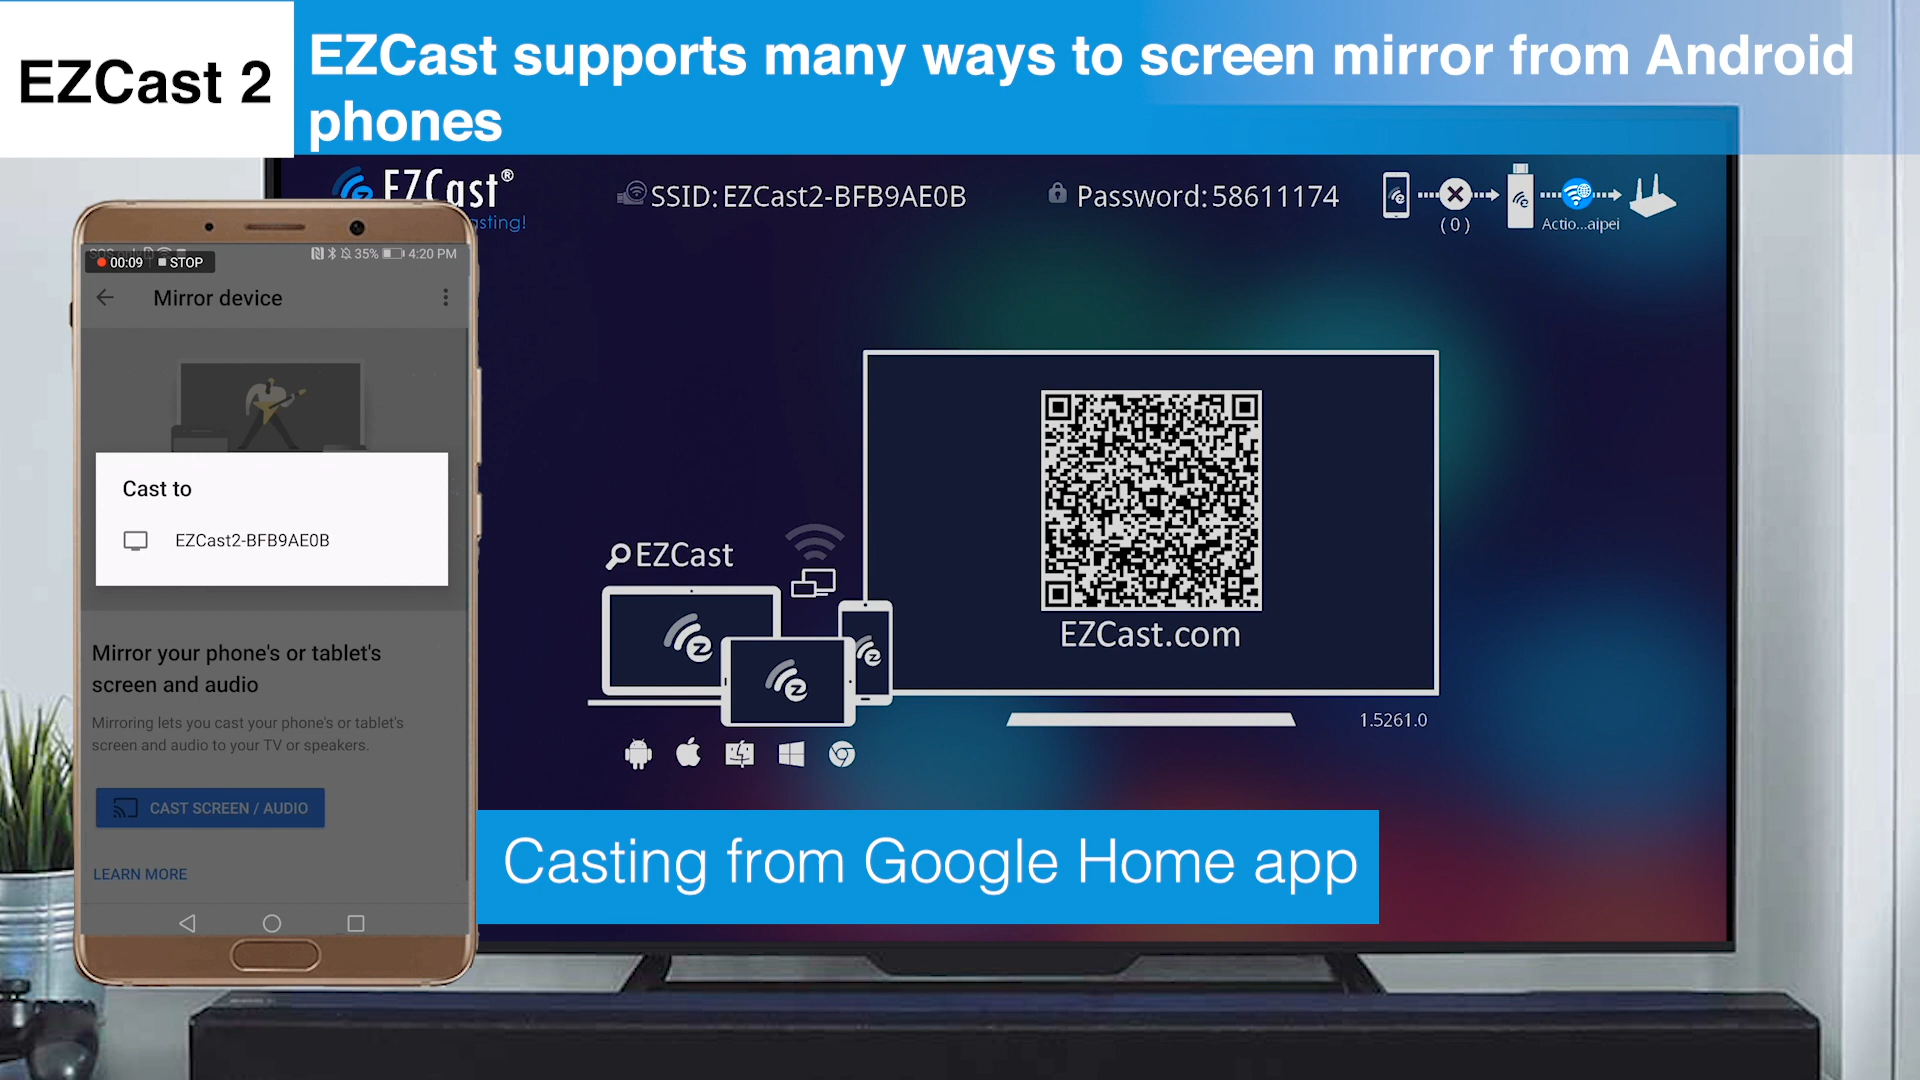 EZCast 2
EZCast supports many ways to screen mirror from Android
phones
EZCast®
asting!
SSID: EZCast2-BFB9AE0B
Password: 58611174
( 0 )
Actio...aipei
00:09
STOP
35%
4:20 PM
Mirror device
Cast to
EZCast2-BFB9AE0B
Mirror your phone's or tablet's
screen and audio
Mirroring lets you cast your phone's or tablet's
screen and audio to your TV or speakers.
CAST SCREEN / AUDIO
LEARN MORE
EZCast
EZCast.com
1.5261.0
Casting from Google Home app